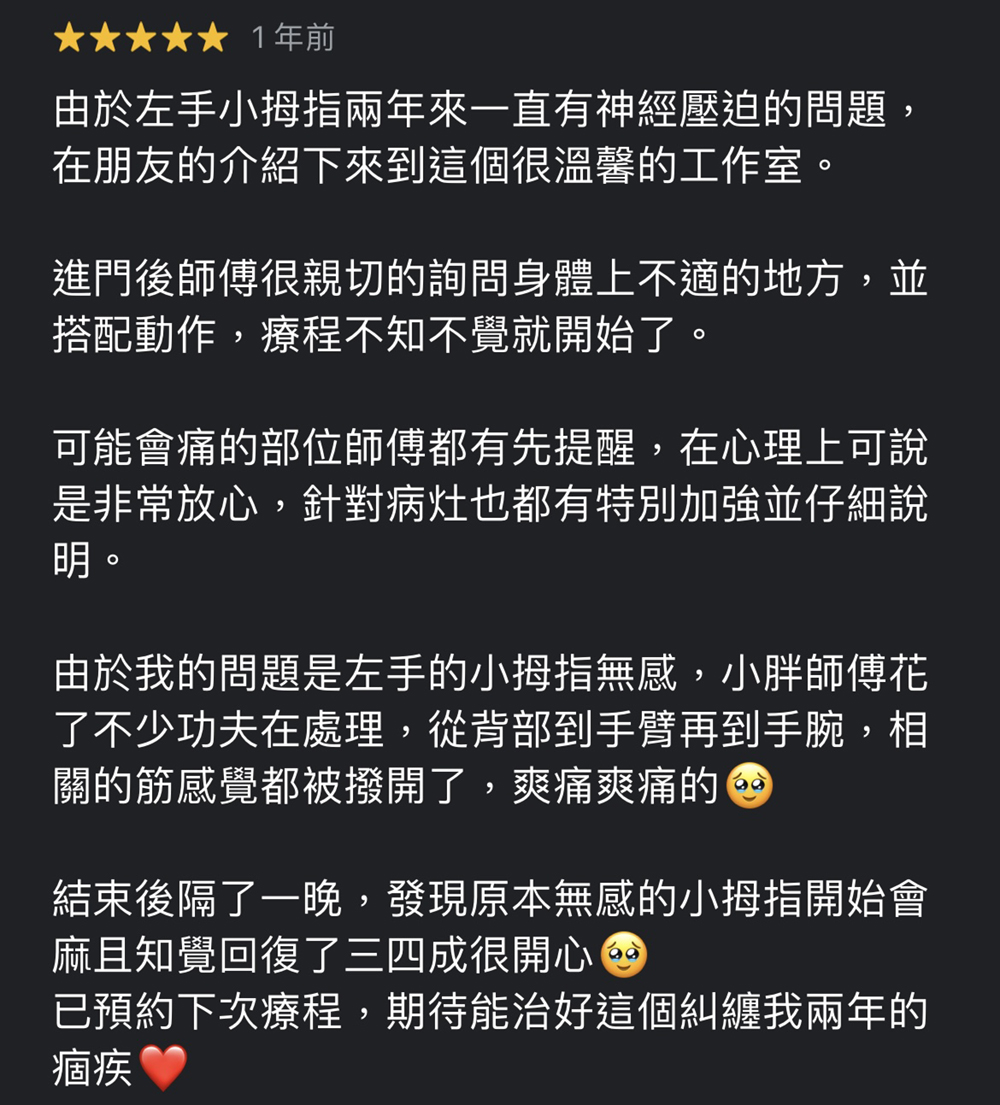 ★★★★★ 1 年前
由於左手小拇指兩年來一直有神經壓迫的問題，
在朋友的介紹下來到這個很溫馨的工作室。
進門後師傅很親切的詢問身體上不適的地方，並
搭配動作，療程不知不覺就開始了。
可能會痛的部位師傅都有先提醒，在心理上可說
是非常放心，針對病灶也都有特別加強並仔細說
明。
由於我的問題是左手的小拇指無感，小胖師傅花
了不少功夫在處理，從背部到手臂再到手腕，相
關的筋感覺都被撥開了，爽痛爽痛的🥹
結束後隔了一晚，發現原本無感的小拇指開始會
麻且知覺回復了三四成很開心🥹
已預約下次療程，期待能治好這個糾纏我兩年的
痼疾❤️